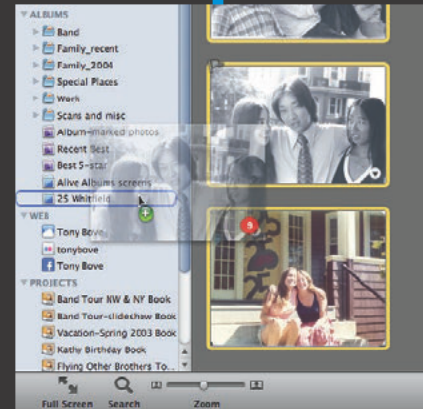 ALBUMS
Band
Family_recent
Family_2004
Special Places
Work
Scans and misc
Album-marked photos
Recent Best
Best 5-star
Alive Albums screens
25 Whitfield
9
WEB
Tony Bove
tonybove
Tony Bove
PROJECTS
Band Tour NW & NY Book
Band Tour-slideshow Book
Vacation-Spring 2003 Book
Kathy Birthday Book
Flying Other Brothers To...
Full Screen Search Zoom